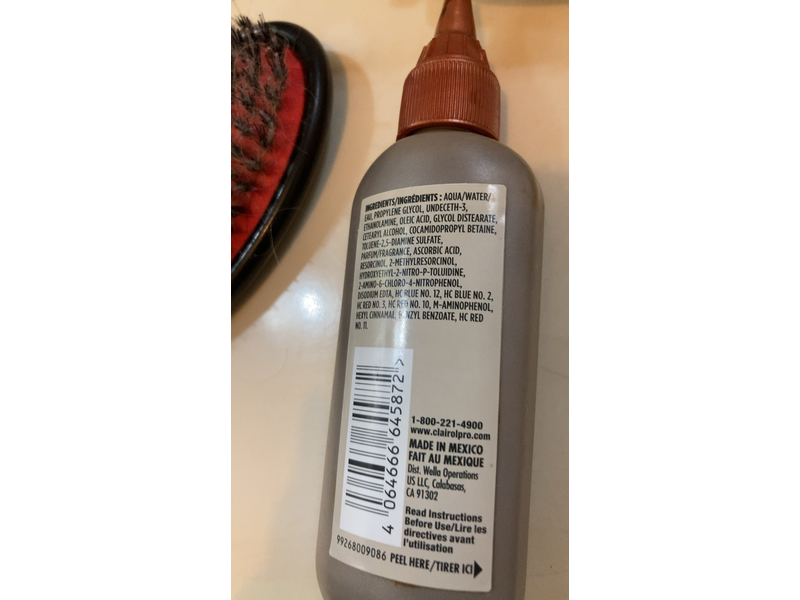 INGREDIENTS/INGRÉDIENTS : AQUA/WATER/
EAU, PROPYLENE GLYCOL, UNDECETH-3,
ETHANOLAMINE, OLEIC ACID, GLYCOL DISTEARATE,
CETEARYL ALCOHOL, COCAMIDOPROPYL BETAINE,
TOLUENE-2,5-DIAMINE SULFATE,
PARFUM/FRAGRANCE, ASCORBIC ACID,
RESORCINOL, 2-METHYLRESORCINOL,
HYDROXYETHYL-2-NITRO-P-TOLUIDINE,
2-AMINO-6-CHLORO-4-NITROPHENOL,
DISODIUM EDTA, HC BLUE NO. 12, HC BLUE NO. 2,
HC RED NO. 3, HC RED NO. 10, M-AMINOPHENOL,
HEXYL CINNAMAL, BENZYL BENZOATE, HC RED
NO. 11.
4 064666 645872 >
1-800-221-4900
www.clairolpro.com
MADE IN MEXICO
FAIT AU MEXIQUE
Dist. Wella Operations
US LLC, Calabasas,
CA 91302
Read Instructions
Before Use/Lire les
directives avant
l'utilisation
99268009086 PEEL HERE/TIRER ICI